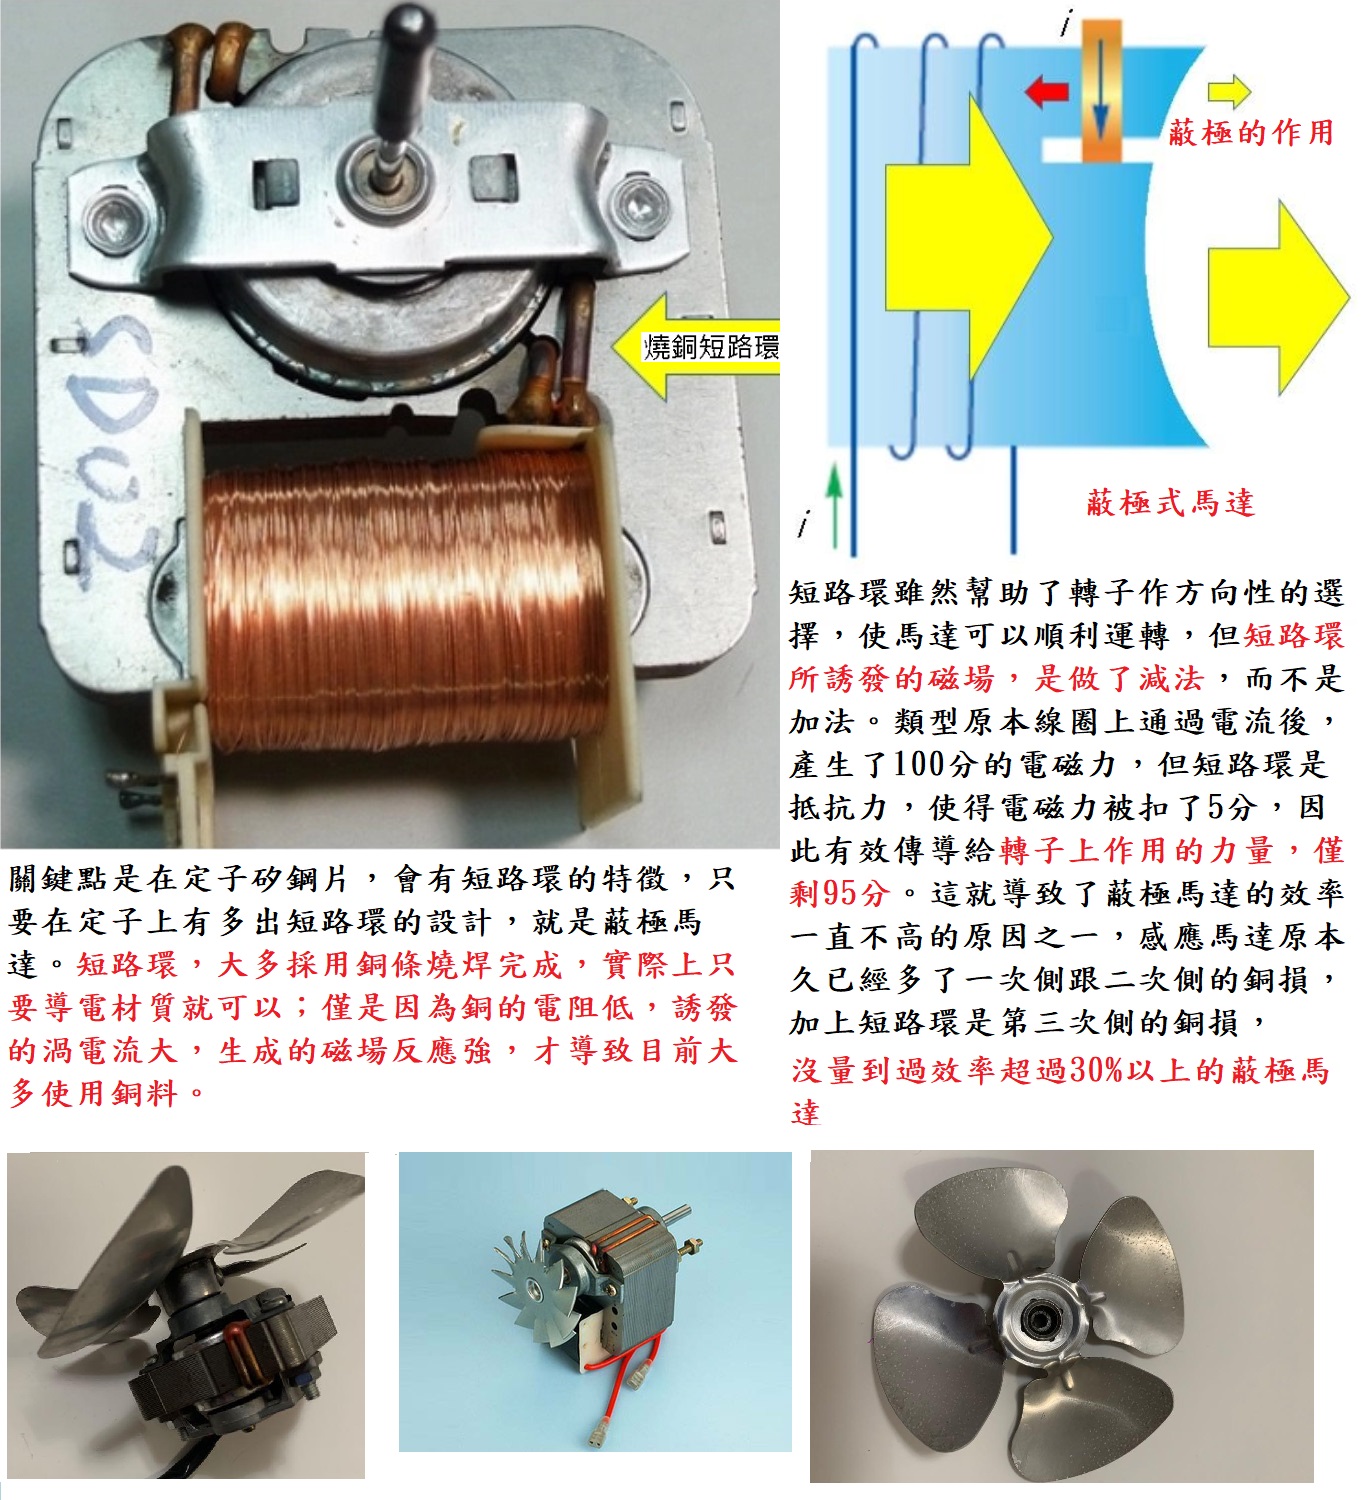 SD03
燒銅短路環
i
蔽極的作用
i
蔽極式馬達
關鍵點是在定子矽鋼片，會有短路環的特徵，只
要在定子上有多出短路環的設計，就是蔽極馬
達。短路環，大多採用銅條燒焊完成，實際上只
要導電材質就可以；僅是因為銅的電阻低，誘發
的渦電流大，生成的磁場反應強，才導致目前大
多使用銅料。
短路環雖然幫助了轉子作方向性的選
擇，使馬達可以順利運轉，但短路環
所誘發的磁場，是做了減法，而不是
加法。類型原本線圈上通過電流後，
產生了100分的電磁力，但短路環是
抵抗力，使得電磁力被扣了5分，因
此有效傳導給轉子上作用的力量，僅
剩95分。這就導致了蔽極馬達的效率
一直不高的原因之一，感應馬達原本
久已經多了一次側跟二次側的銅損，
加上短路環是第三次側的銅損，
沒量到過效率超過30%以上的蔽極馬
達